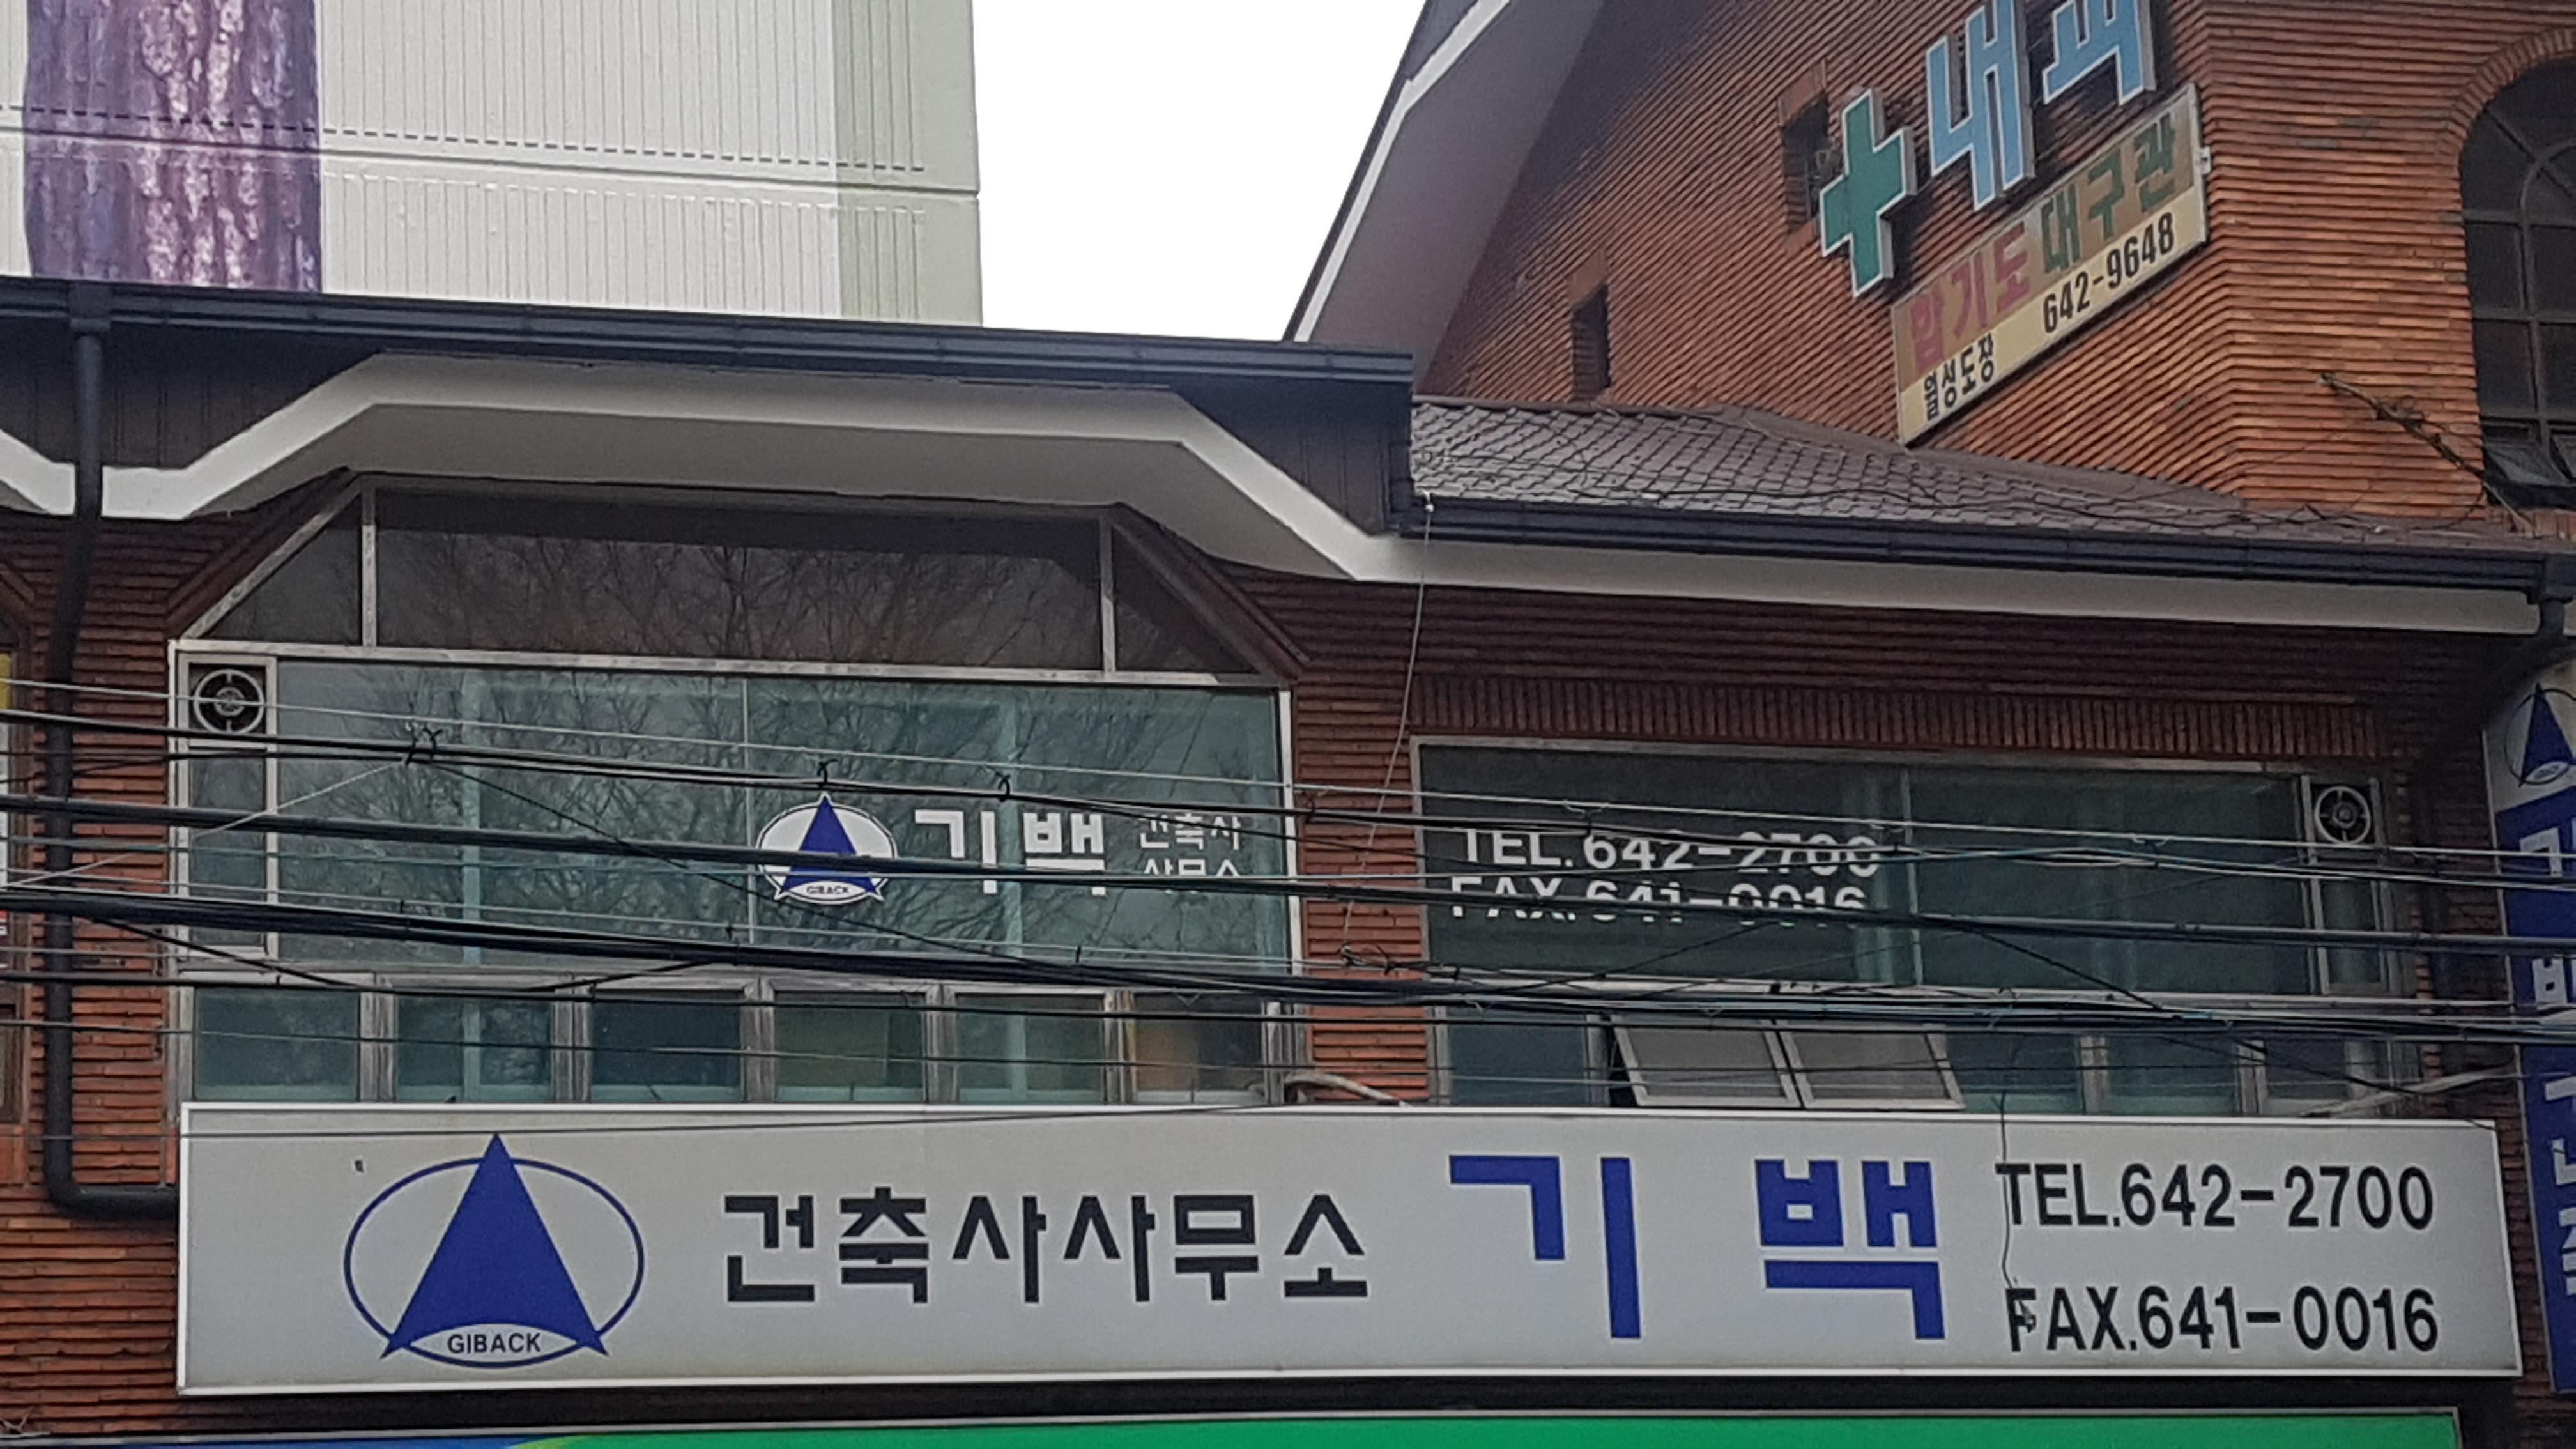 내과
합기도 대구관
월성도장 642-9648
GIBACK 기백 건축사
사무소
TEL.642-2700
FAX.641-0016
건축사사무소 기백 TEL.642-2700
GIBACK FAX.641-0016